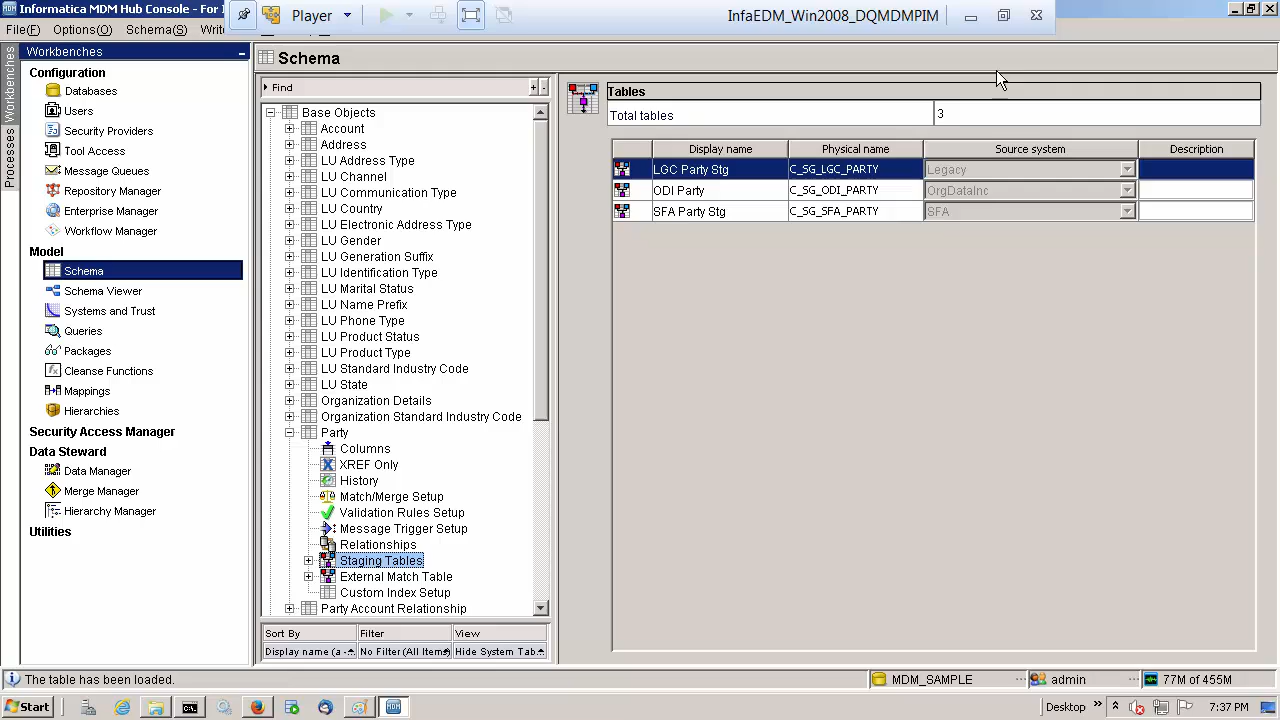 Informatica MDM Hub Console - For I
Player
InfaEDM_Win2008_DQMDMPIM
File(F) Options(O) Schema(S) Writ
Workbenches
Processes
Workbenches
Configuration
Databases
Users
Security Providers
Tool Access
Message Queues
Repository Manager
Enterprise Manager
Workflow Manager
Model
Schema
Schema Viewer
Systems and Trust
Queries
Packages
Cleanse Functions
Mappings
Hierarchies
Security Access Manager
Data Steward
Data Manager
Merge Manager
Hierarchy Manager
Utilities
Schema
Find
Base Objects
Account
Address
LU Address Type
LU Channel
LU Communication Type
LU Country
LU Electronic Address Type
LU Gender
LU Generation Suffix
LU Identification Type
LU Marital Status
LU Name Prefix
LU Phone Type
LU Product Status
LU Product Type
LU Standard Industry Code
LU State
Organization Details
Organization Standard Industry Code
Party
Columns
XREF Only
History
Match/Merge Setup
Validation Rules Setup
Message Trigger Setup
Relationships
Staging Tables
External Match Table
Custom Index Setup
Party Account Relationship
Sort By Filter View
Display name (a - No Filter (All Items) Hide System Tab
Tables
Total tables 3
Display name Physical name Source system Description
LGC Party Stg C_SG_LGC_PARTY Legacy
ODI Party C_SG_ODI_PARTY OrgDataInc
SFA Party Stg C_SG_SFA_PARTY SFA
The table has been loaded. MDM_SAMPLE admin 77M of 455M
Start Desktop 7:37 PM